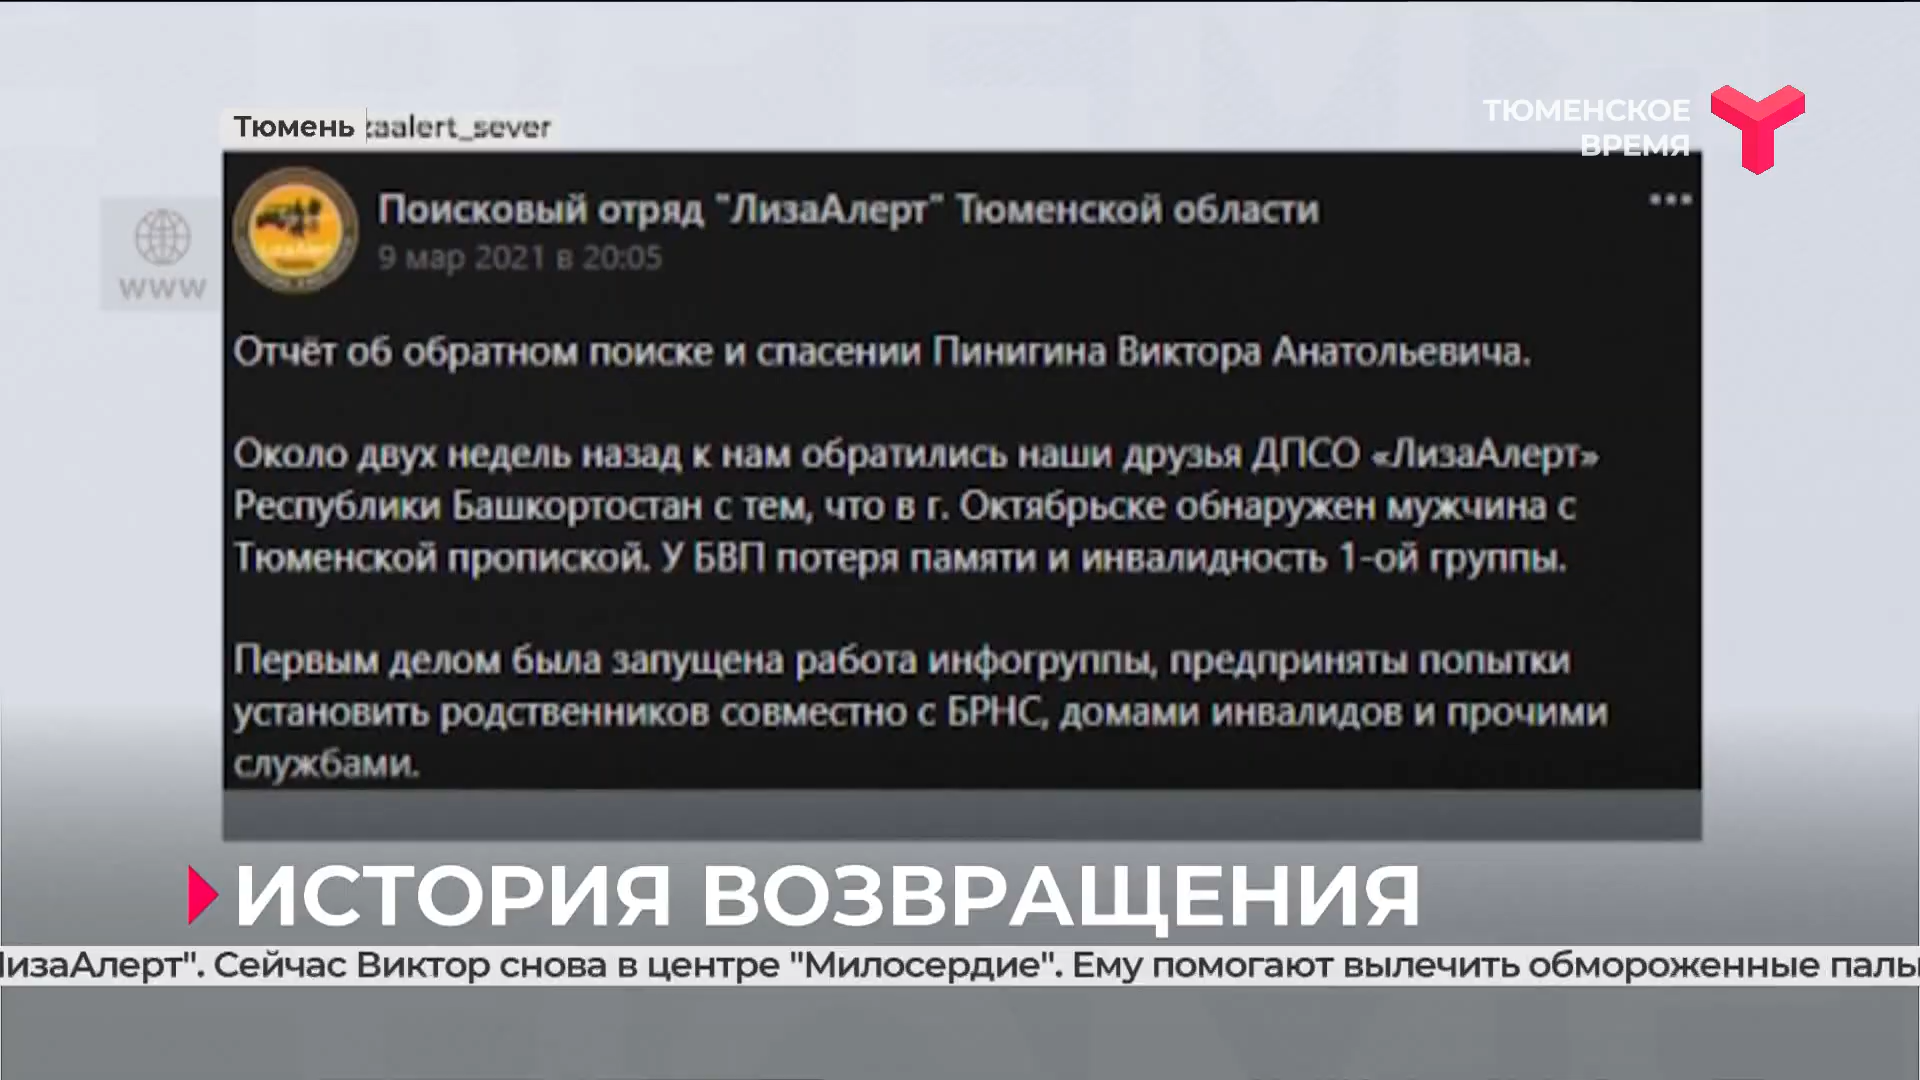 ТЮМЕНСКОЕ
ВРЕМЯ
Тюмень zaalert_sever
WWW
Поисковый отряд "ЛизаАлерт" Тюменской области
9 мар 2021 в 20:05
Отчёт об обратном поиске и спасении Пинигина Виктора Анатольевича.
Около двух недель назад к нам обратились наши друзья ДПСО «ЛизаАлерт»
Республики Башкортостан с тем, что в г. Октябрьске обнаружен мужчина с
Тюменской пропиской. У БВП потеря памяти и инвалидность 1-ой группы.
Первым делом была запущена работа инфогруппы, предприняты попытки
установить родственников совместно с БРНС, домами инвалидов и прочими
службами.
ИСТОРИЯ ВОЗВРАЩЕНИЯ
ЛизаАлерт". Сейчас Виктор снова в центре "Милосердие". Ему помогают вылечить обмороженные паль